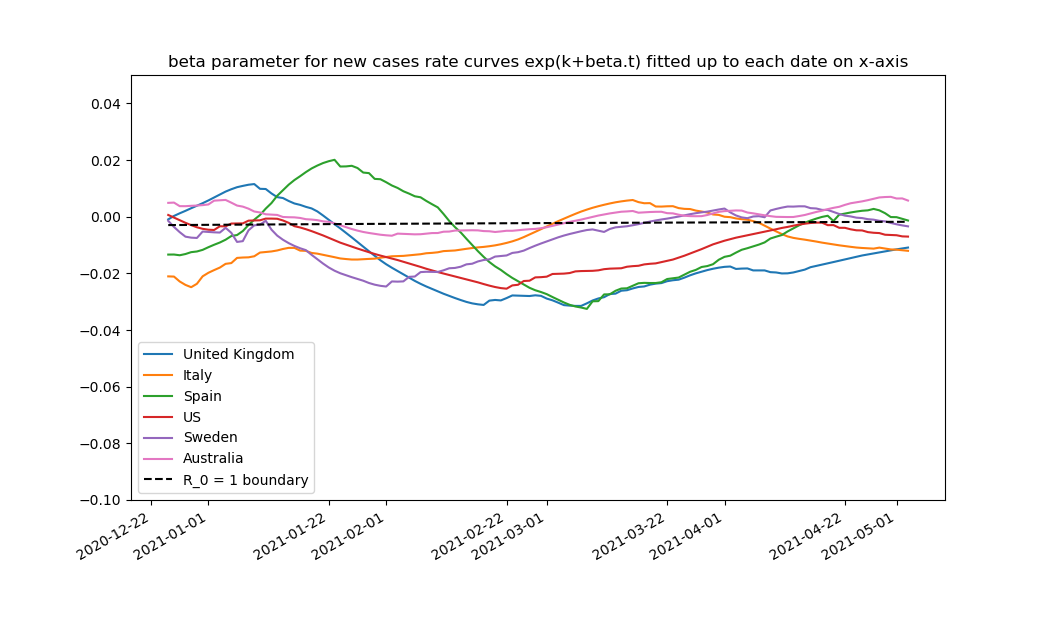 beta parameter for new cases rate curves exp(k+beta.t) fitted up to each date on x-axis
0.04
0.02
0.00
−0.02
−0.04
−0.06
−0.08
−0.10
United Kingdom
Italy
Spain
US
Sweden
Australia
R_0 = 1 boundary
2020-12-22
2021-01-01
2021-01-22
2021-02-01
2021-02-22
2021-03-01
2021-03-22
2021-04-01
2021-04-22
2021-05-01